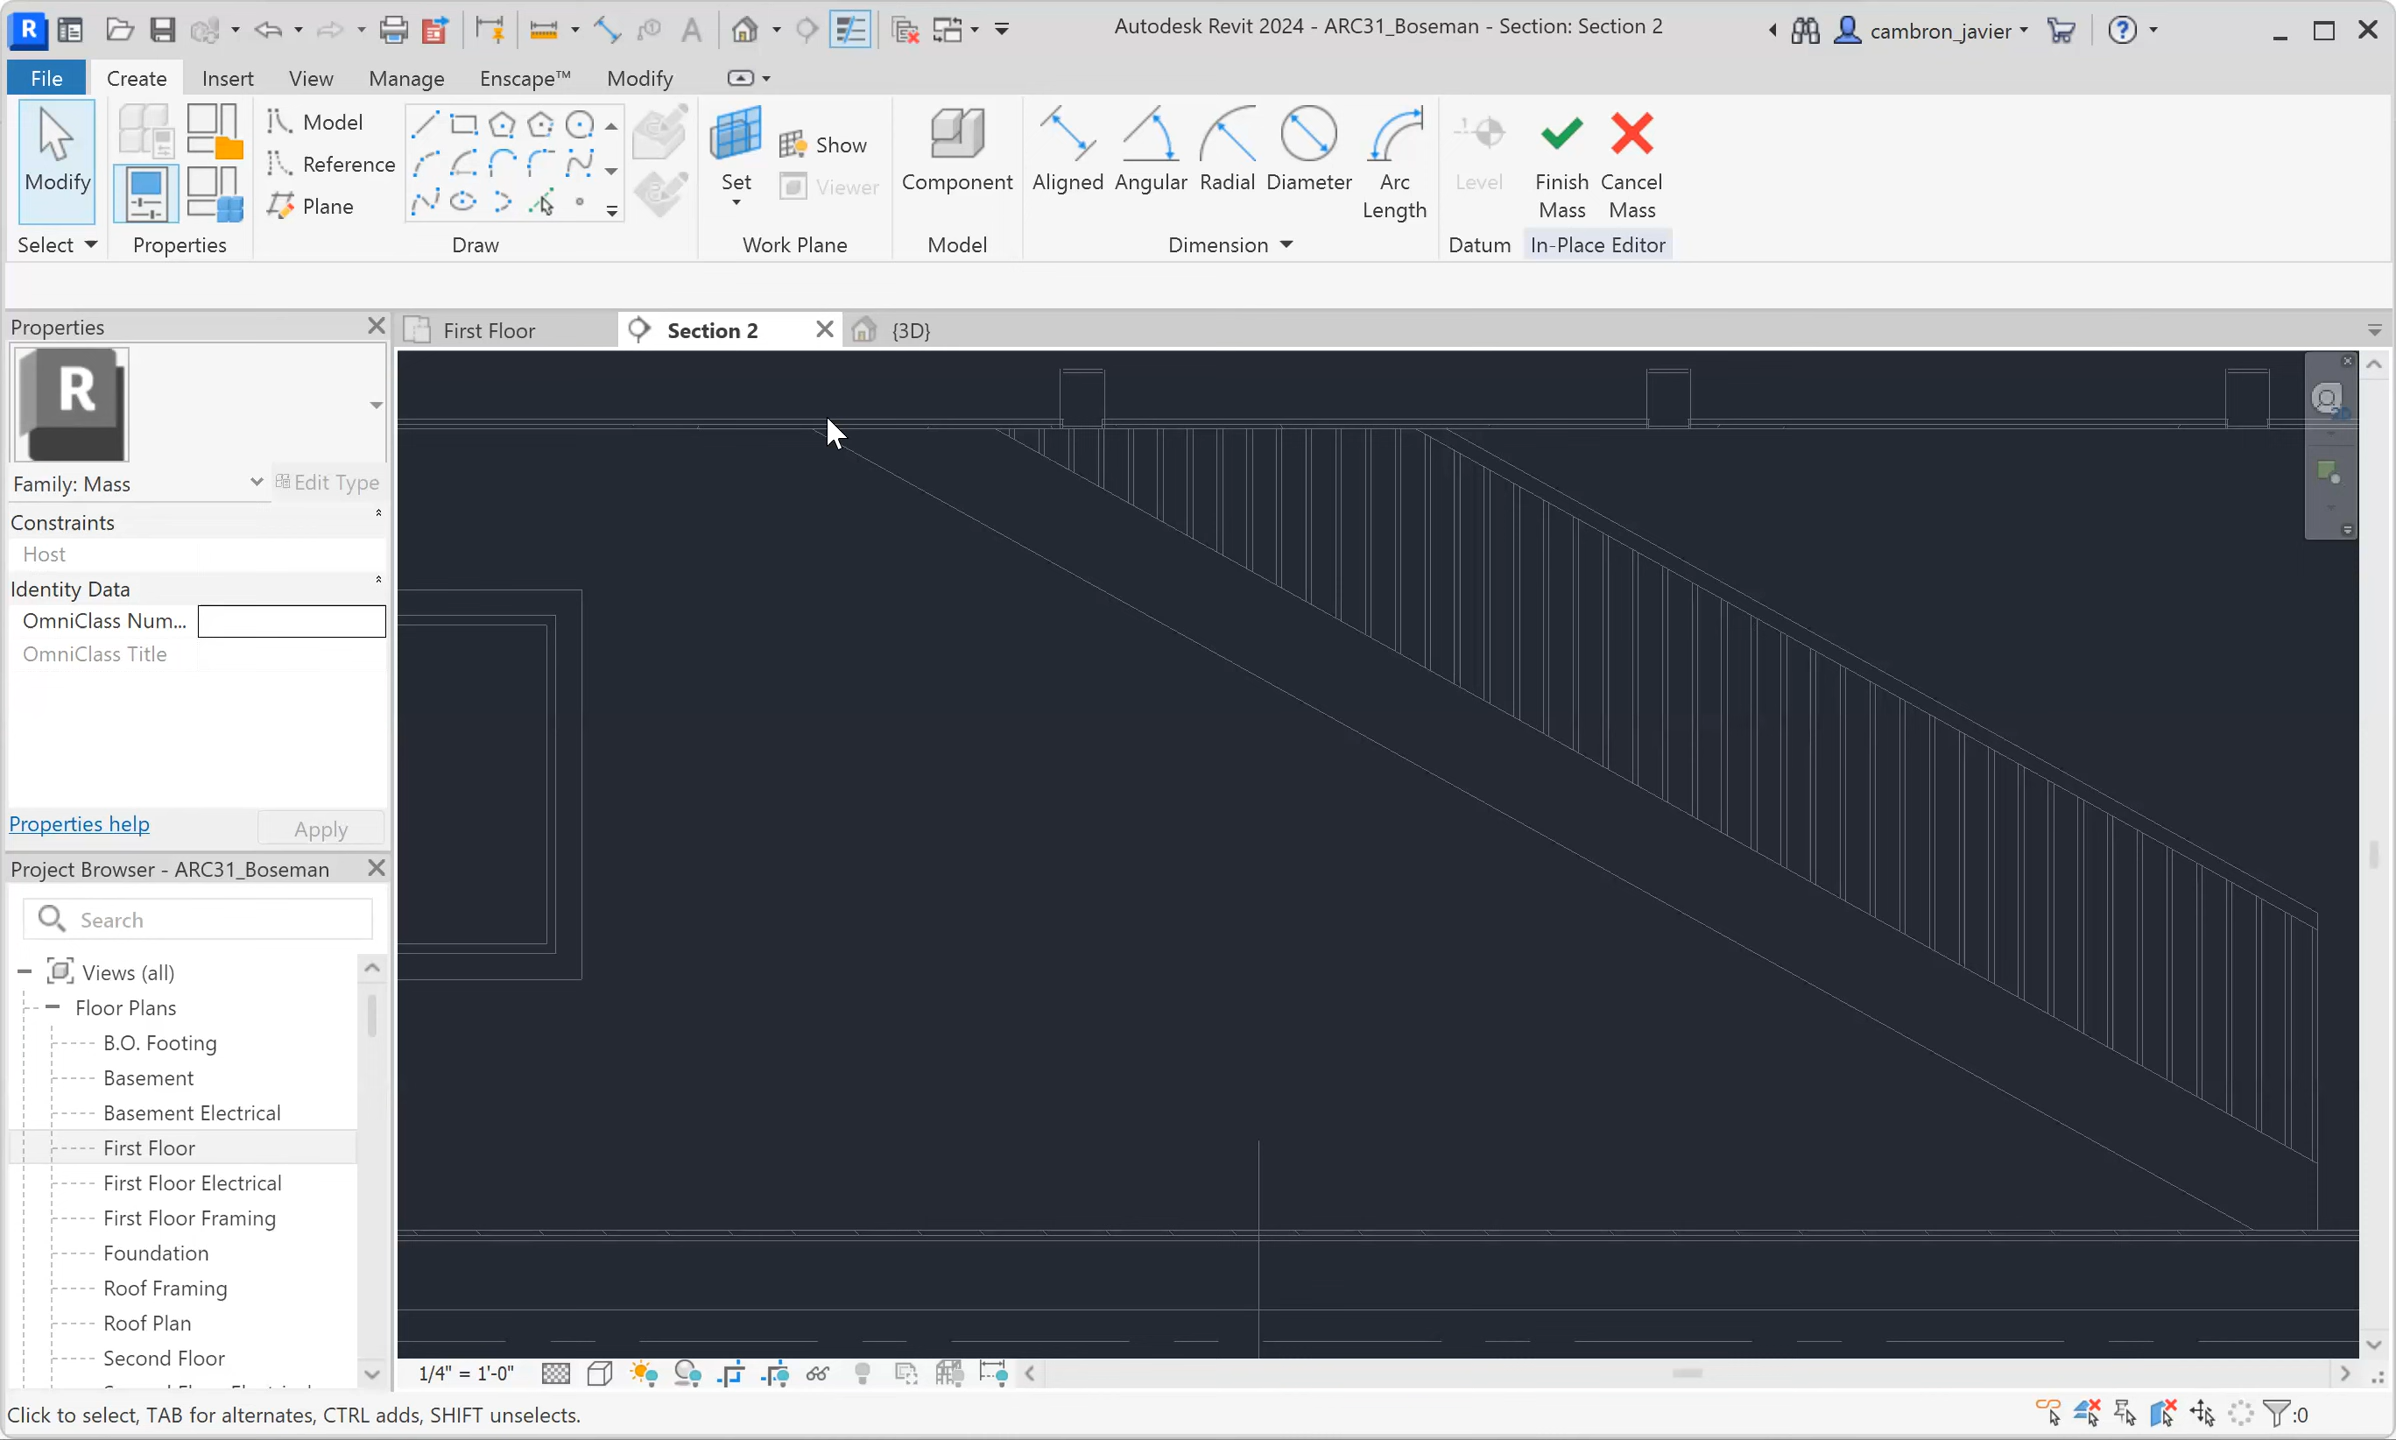 Autodesk Revit 2024 - ARC31_Boseman - Section: Section 2
cambron_javier
File Create Insert View Manage Enscape™ Modify
Modify
Model
Reference
Plane
Set
Show
Viewer
Component
Aligned Angular Radial Diameter Arc Length
Level
Finish Mass
Cancel Mass
Select Properties Draw Work Plane Model Dimension Datum In-Place Editor
Properties
First Floor Section 2 {3D}
R
Family: Mass Edit Type
Constraints
Host
Identity Data
OmniClass Num...
OmniClass Title
Properties help Apply
Project Browser - ARC31_Boseman
Search
Views (all)
Floor Plans
B.O. Footing
Basement
Basement Electrical
First Floor
First Floor Electrical
First Floor Framing
Foundation
Roof Framing
Roof Plan
Second Floor
1/4" = 1'-0"
Click to select, TAB for alternates, CTRL adds, SHIFT unselects.
:0